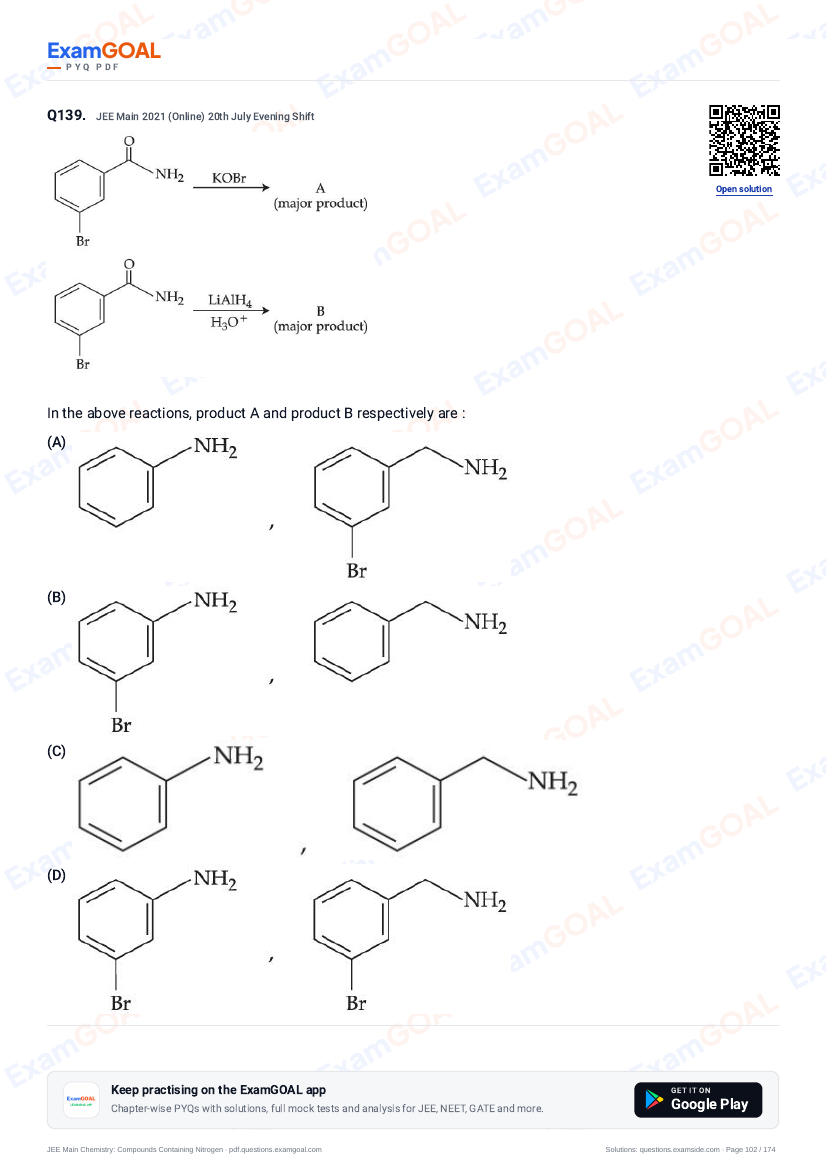 ExamGOAL
PYQ PDF
Q139. JEE Main 2021 (Online) 20th July Evening Shift
Open solution
O
NH2
Br
KOBr
A
(major product)
O
NH2
Br
LiAlH4
H3O+
B
(major product)
In the above reactions, product A and product B respectively are :
(A)
NH2
,
NH2
Br
(B)
NH2
Br
,
NH2
(C)
NH2
,
NH2
(D)
NH2
Br
,
NH2
Br
ExamGOAL
Keep practising on the ExamGOAL app
Chapter-wise PYQs with solutions, full mock tests and analysis for JEE, NEET, GATE and more.
GET IT ON
Google Play
JEE Main Chemistry: Compounds Containing Nitrogen · pdf.questions.examgoal.com
Solutions: questions.examside.com · Page 102 / 174